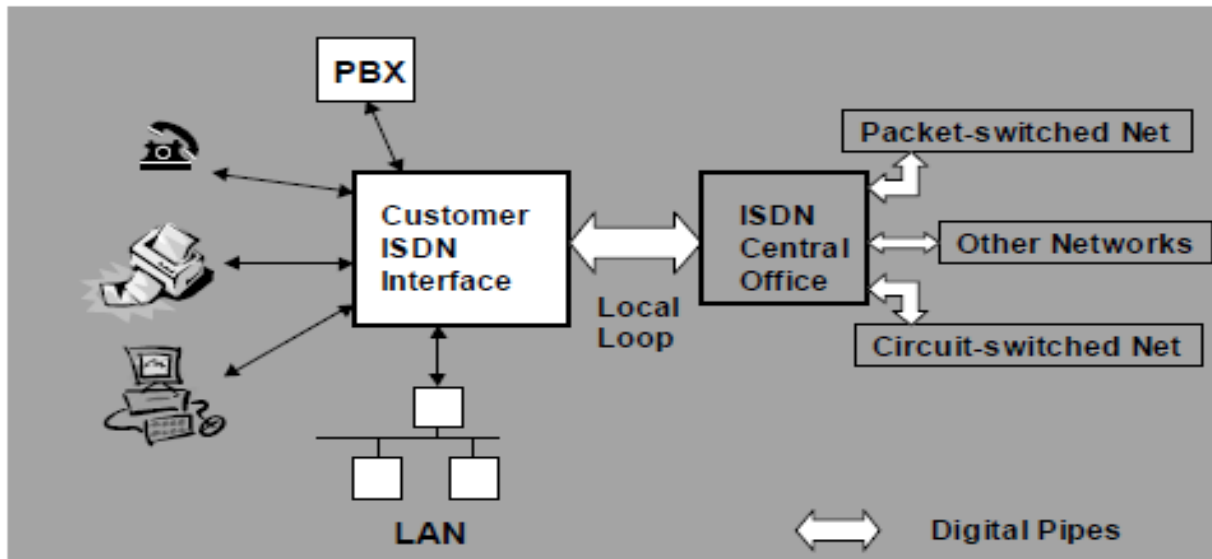 PBX
Packet-switched Net
Customer
ISDN
Interface
ISDN
Central
Office
Other Networks
Local
Loop
Circuit-switched Net
LAN
Digital Pipes